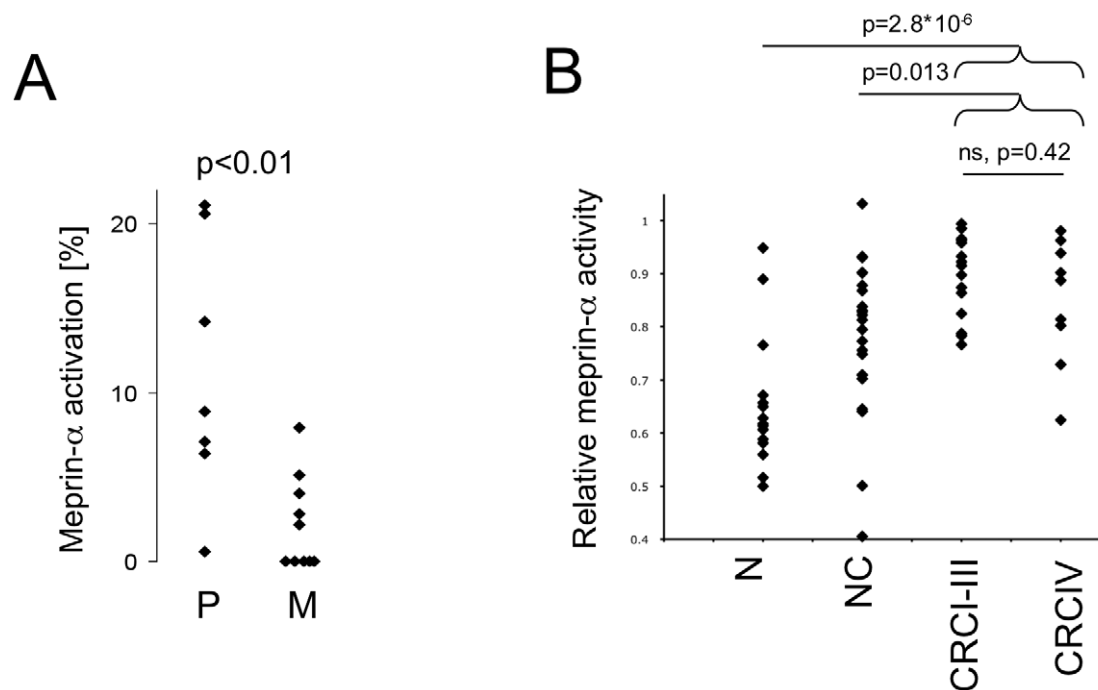 A
p<0.01
Meprin-α activation [%]
20
10
0
P
M
B
p=2.8*10⁻⁶
p=0.013
ns, p=0.42
Relative meprin-α activity
1
0.9
0.8
0.7
0.6
0.5
0.4
N
NC
CRCI-III
CRCIV